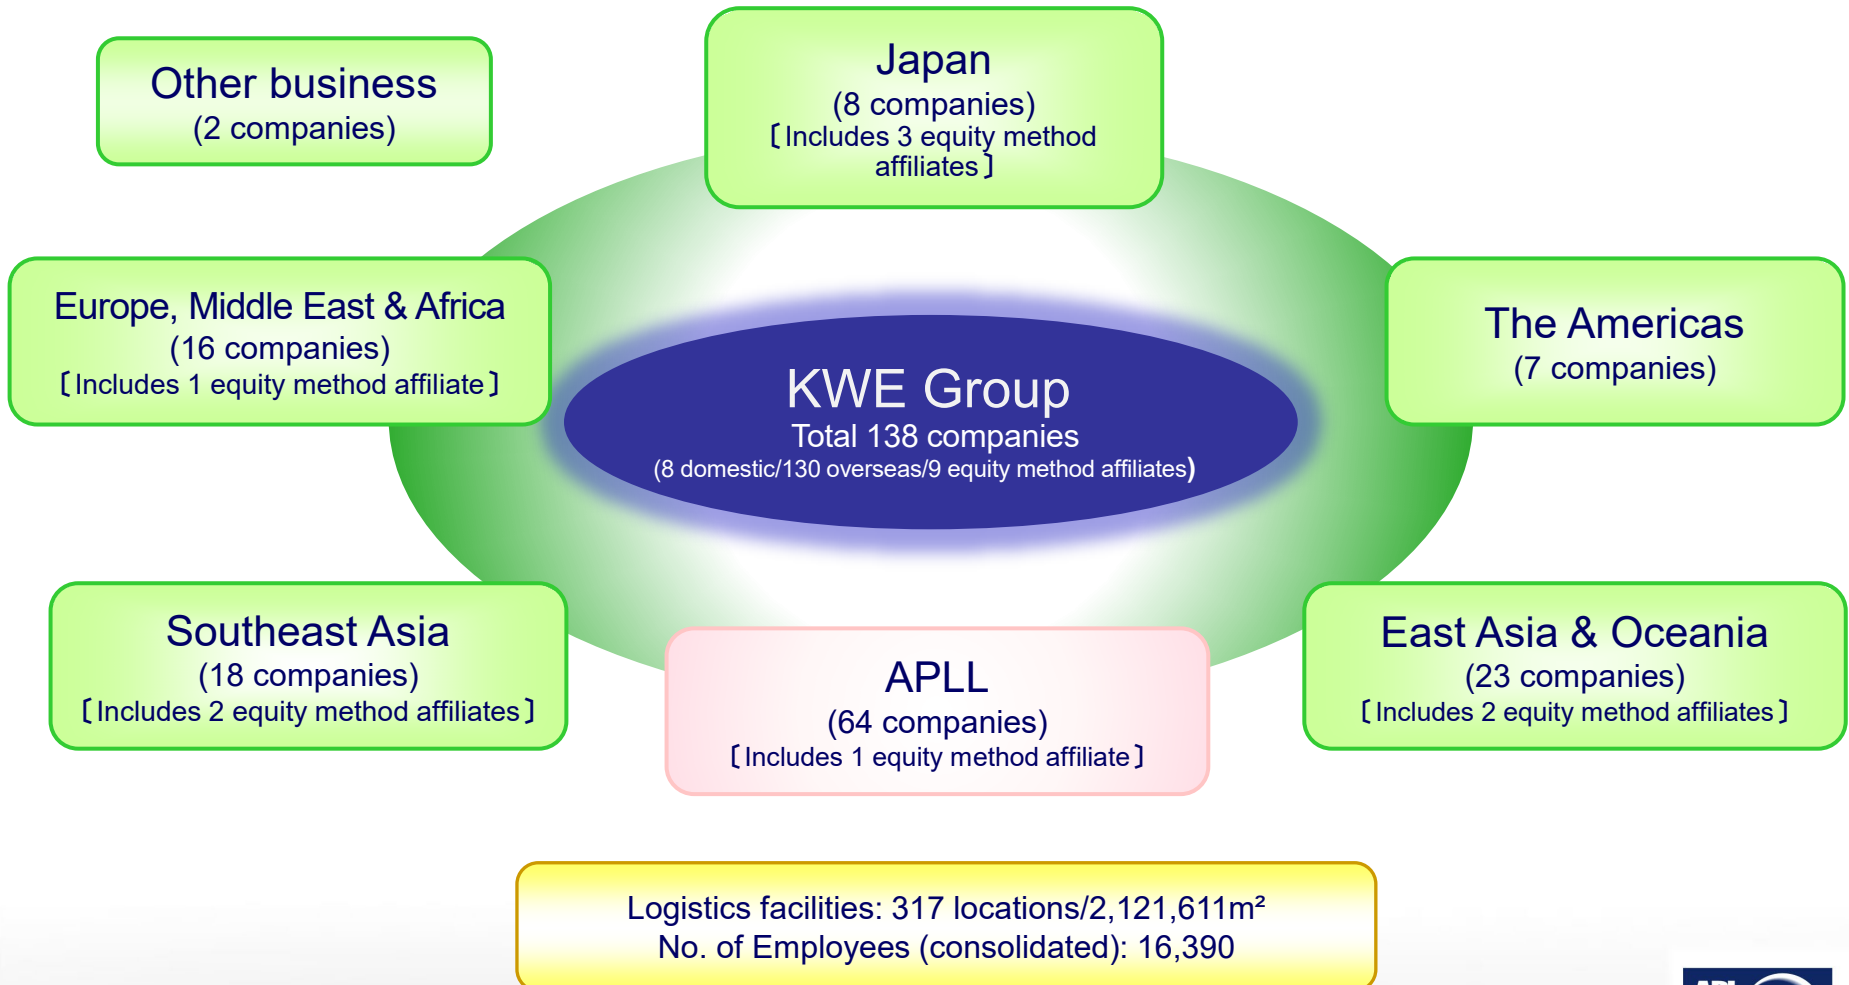 Other business
(2 companies)
Japan
(8 companies)
〔Includes 3 equity method
affiliates〕
Europe, Middle East & Africa
(16 companies)
〔Includes 1 equity method affiliate〕
The Americas
(7 companies)
KWE Group
Total 138 companies
(8 domestic/130 overseas/9 equity method affiliates)
Southeast Asia
(18 companies)
〔Includes 2 equity method affiliates〕
APLL
(64 companies)
〔Includes 1 equity method affiliate〕
East Asia & Oceania
(23 companies)
〔Includes 2 equity method affiliates〕
Logistics facilities: 317 locations/2,121,611m²
No. of Employees (consolidated): 16,390